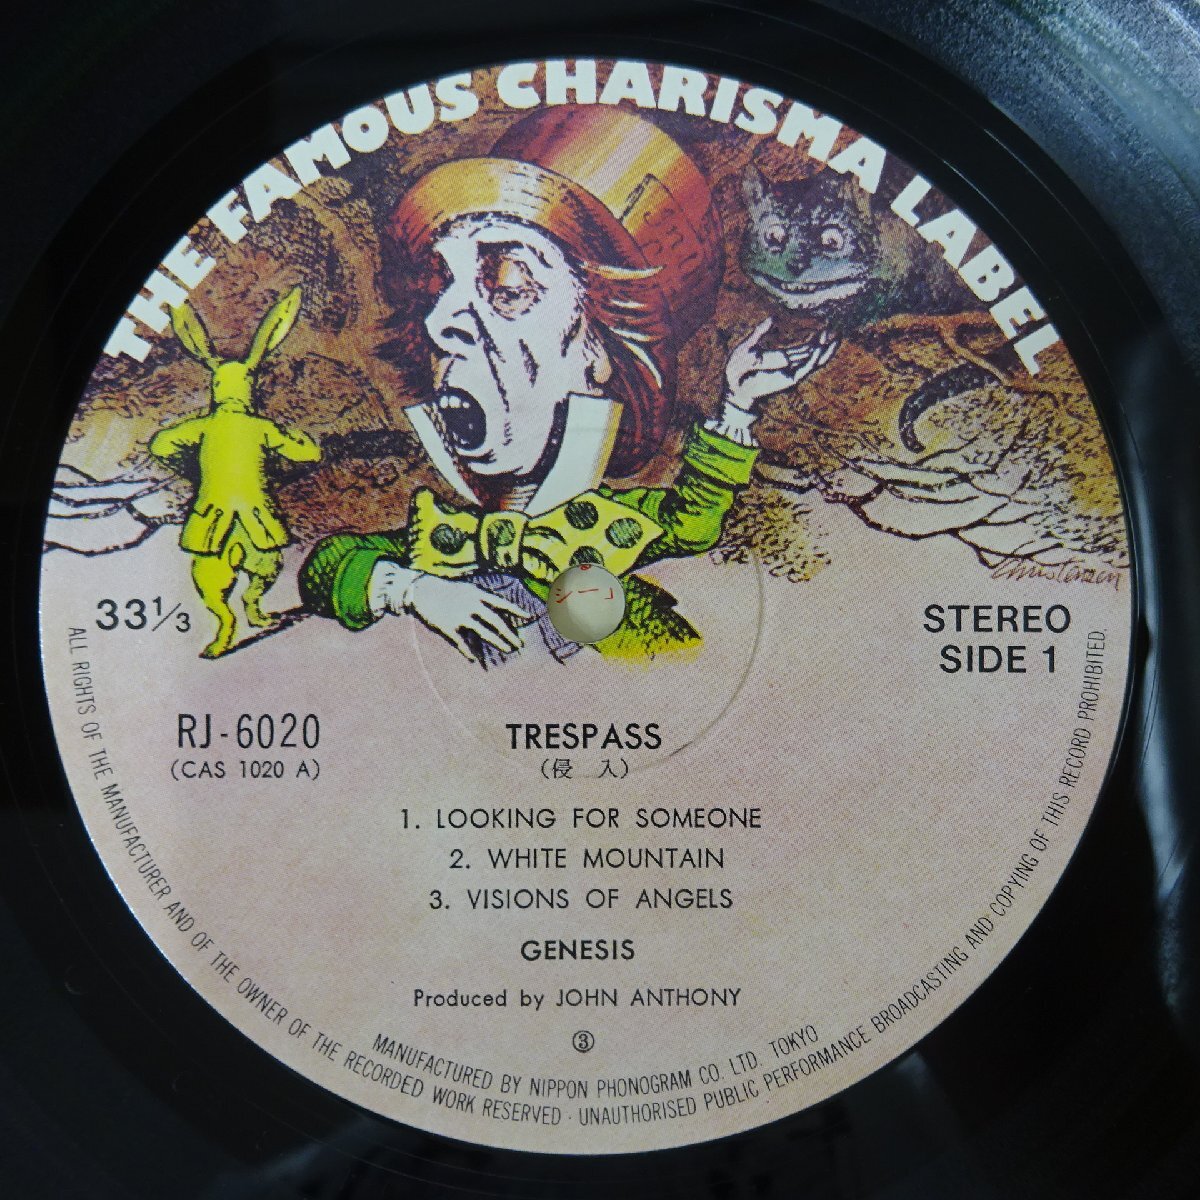 THE FAMOUS CHARISMA LABEL
Christensen
シー」
33⅓
STEREO
SIDE 1
RJ-6020
(CAS 1020 A)
TRESPASS
(侵 入)
1. LOOKING FOR SOMEONE
2. WHITE MOUNTAIN
3. VISIONS OF ANGELS
GENESIS
Produced by JOHN ANTHONY
③
MANUFACTURED BY NIPPON PHONOGRAM CO. LTD. TOKYO
ALL RIGHTS OF THE MANUFACTURER AND OF THE OWNER OF THE RECORDED WORK RESERVED · UNAUTHORISED PUBLIC PERFORMANCE BROADCASTING AND COPYING OF THIS RECORD PROHIBITED.